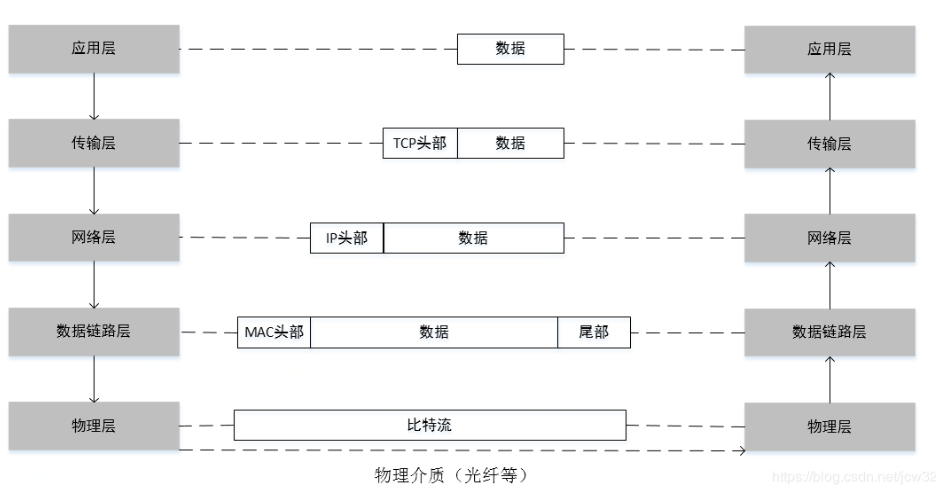 应用层 数据 应用层
传输层 TCP头部 数据 传输层
网络层 IP头部 数据 网络层
数据链路层 MAC头部 数据 尾部 数据链路层
物理层 比特流 物理层
物理介质（光纤等）
https://blog.csdn.net/jcw32